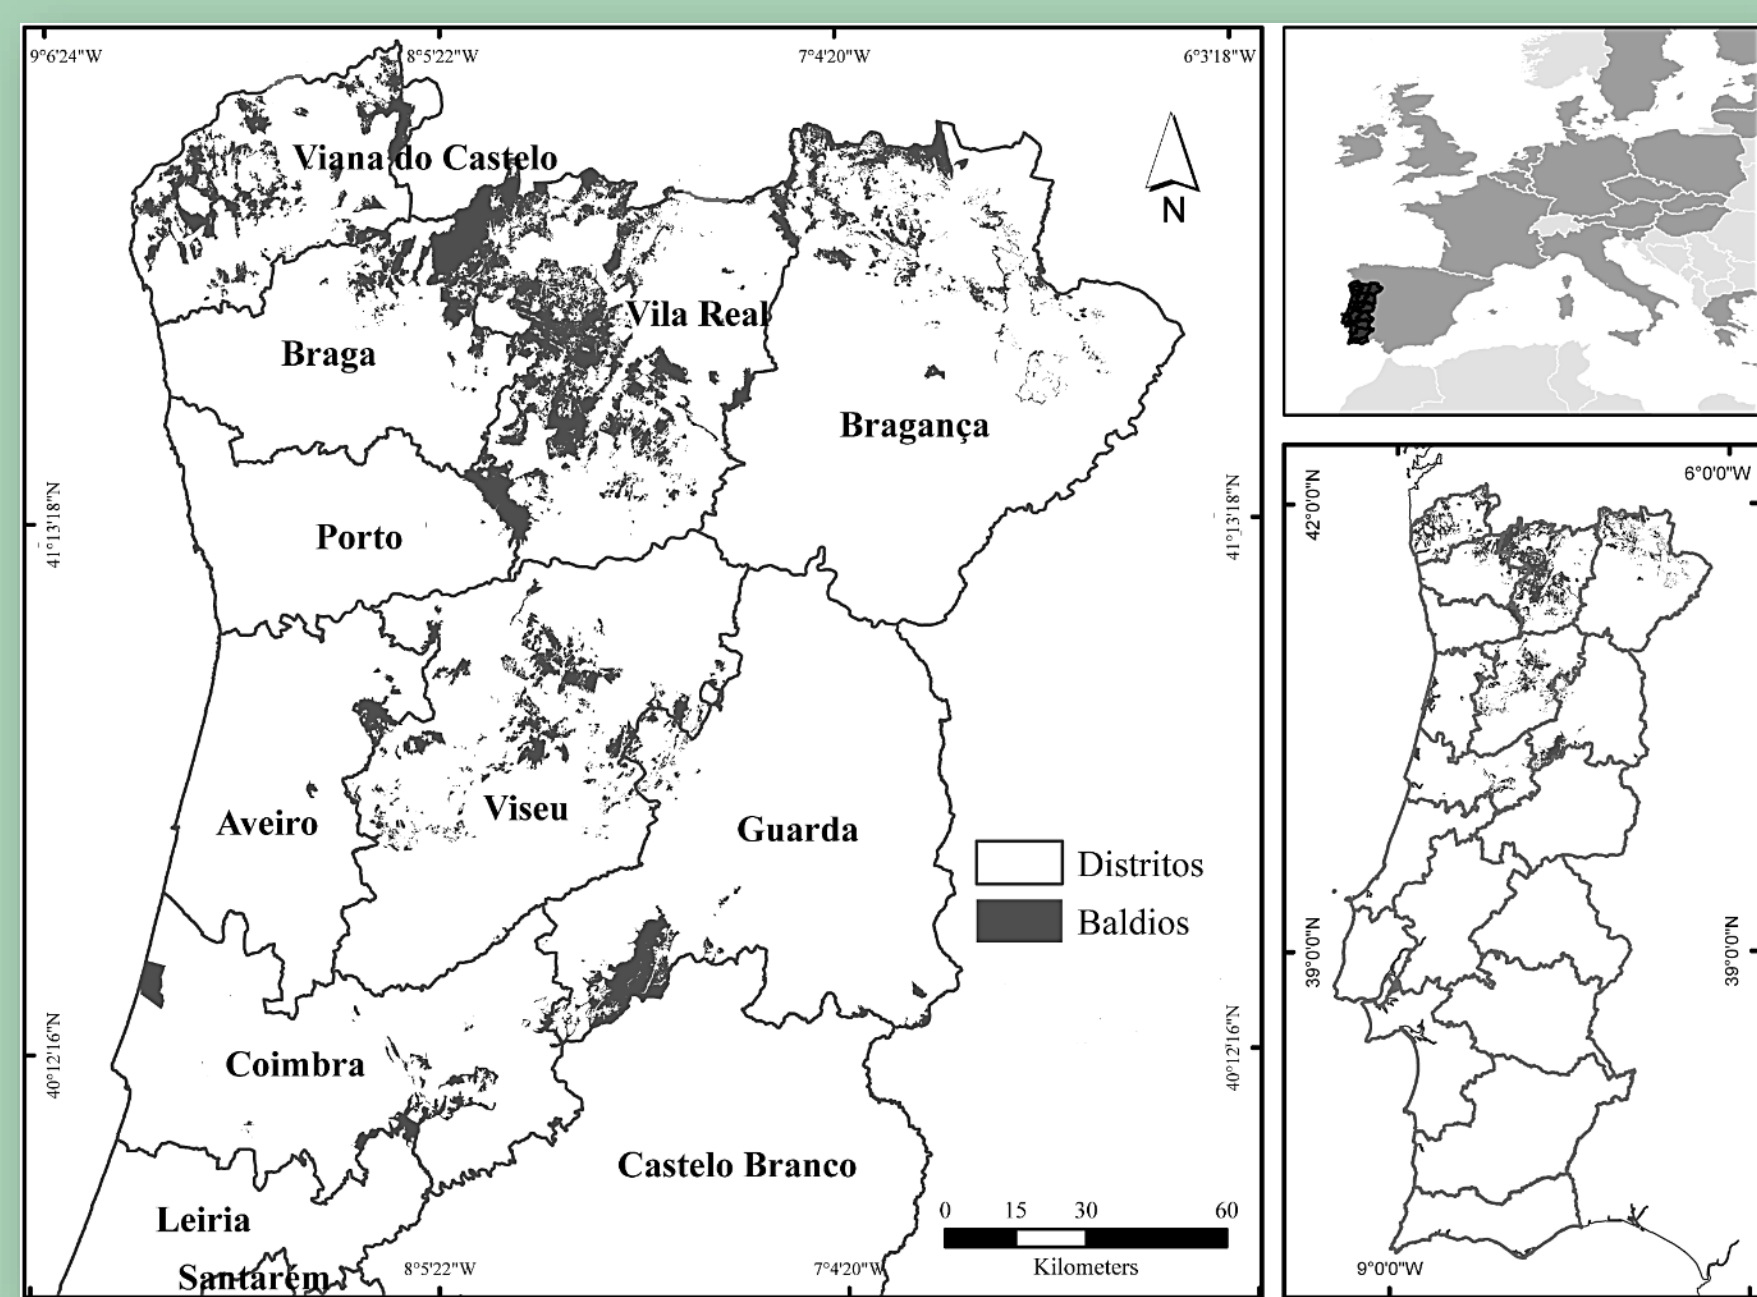 9°6'24"W
8°5'22"W
7°4'20"W
6°3'18"W
Viana do Castelo
N
Vila Real
Braga
Bragança
41°13'18"N
41°13'18"N
Porto
Aveiro
Viseu
Guarda
Distritos
Baldios
40°12'16"N
40°12'16"N
Coimbra
Castelo Branco
Leiria
Santarém
0 15 30 60
Kilometers
8°5'22"W
7°4'20"W
6°0'0"W
42°0'0"N
39°0'0"N
39°0'0"N
9°0'0"W